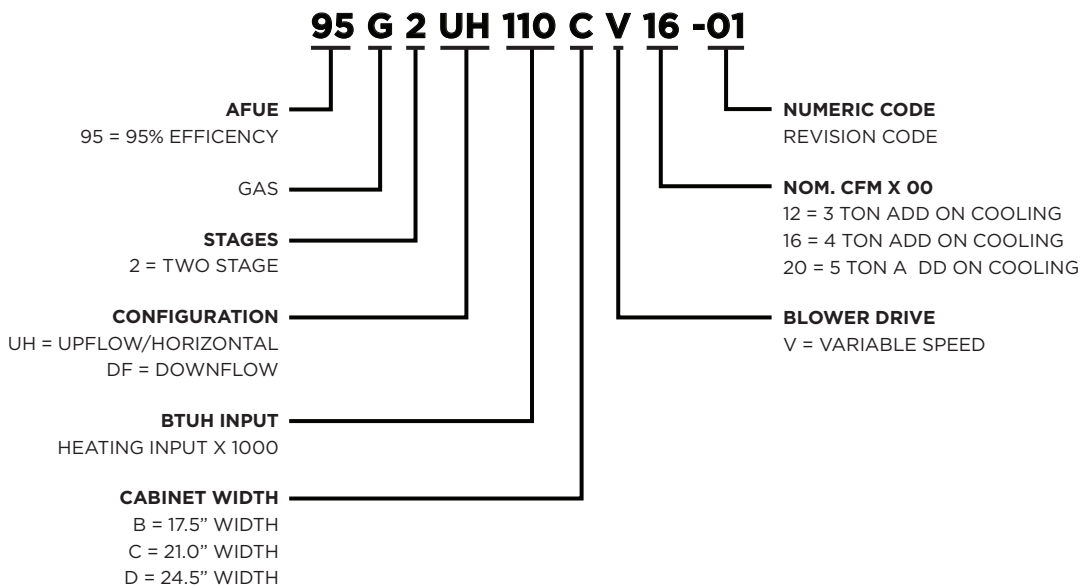 95 G 2 UH 110 C V 16 -01
AFUE
95 = 95% EFFICENCY
GAS
STAGES
2 = TWO STAGE
CONFIGURATION
UH = UPFLOW/HORIZONTAL
DF = DOWNFLOW
BTUH INPUT
HEATING INPUT X 1000
CABINET WIDTH
B = 17.5” WIDTH
C = 21.0” WIDTH
D = 24.5” WIDTH
NUMERIC CODE
REVISION CODE
NOM. CFM X 00
12 = 3 TON ADD ON COOLING
16 = 4 TON ADD ON COOLING
20 = 5 TON A DD ON COOLING
BLOWER DRIVE
V = VARIABLE SPEED